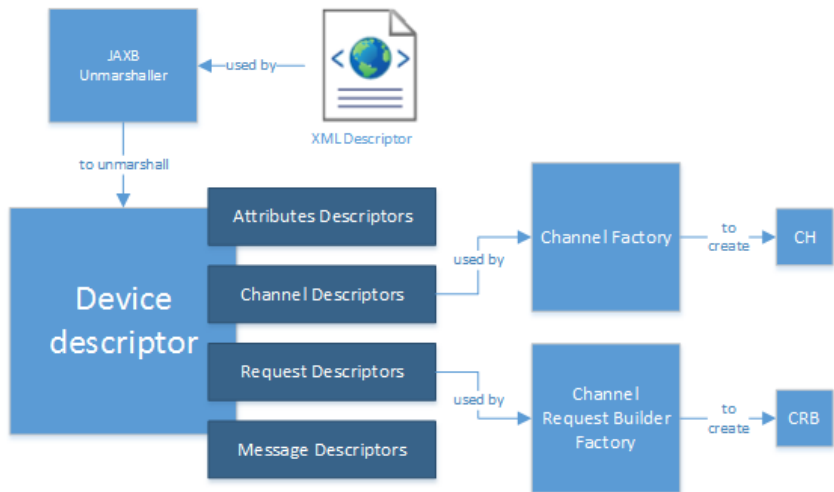 JAXB
Unmarshaller
used by
XML Descriptor
to unmarshall
Device
descriptor
Attributes Descriptors
Channel Descriptors
Request Descriptors
Message Descriptors
used by
Channel Factory
to
create
CH
used by
Channel
Request Builder
Factory
to
create
CRB